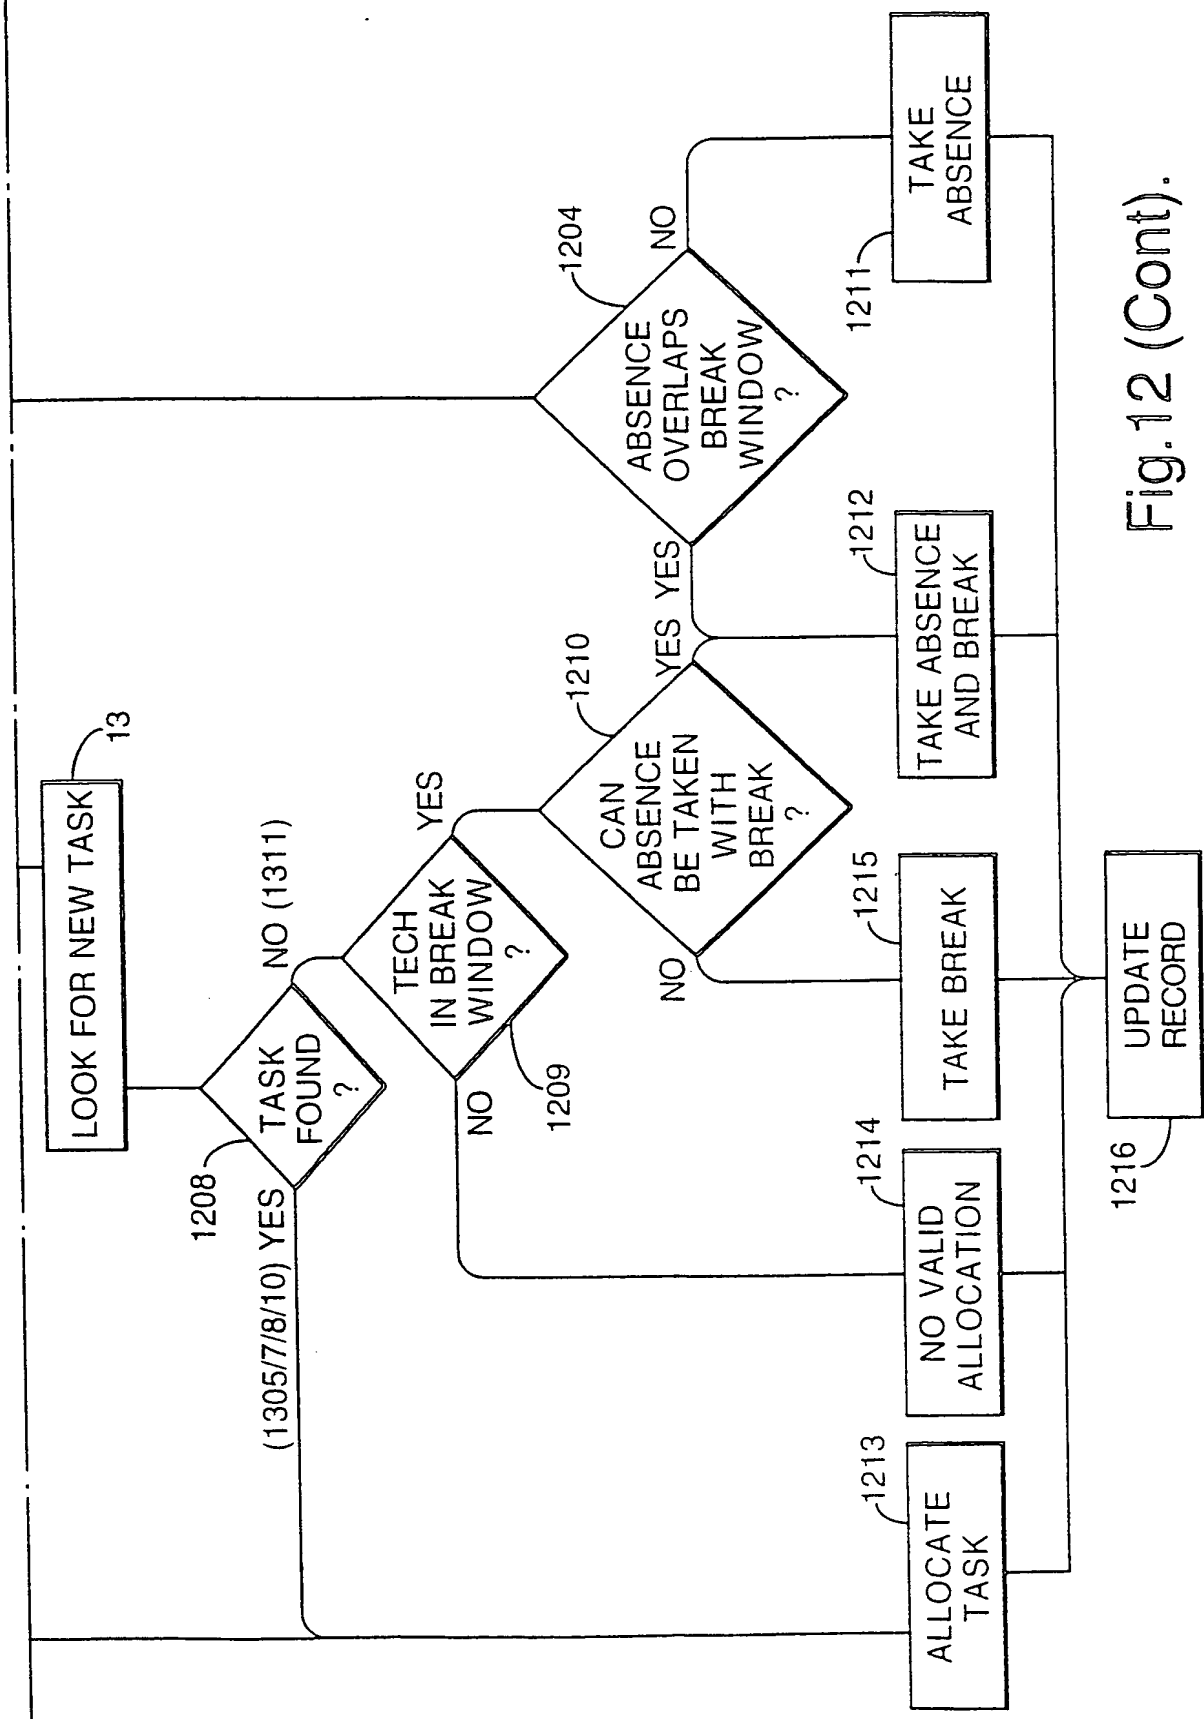 LOOK FOR NEW TASK
13
1208
TASK
FOUND
?
(1305/7/8/10) YES
NO (1311)
TECH
IN BREAK
WINDOW
?
YES
NO
1209
1210
CAN
ABSENCE
BE TAKEN
WITH
BREAK
?
YES
NO
1204
ABSENCE
OVERLAPS
BREAK
WINDOW
?
YES
NO
1213
ALLOCATE
TASK
1214
NO VALID
ALLOCATION
1215
TAKE BREAK
1212
TAKE ABSENCE
AND BREAK
1211
TAKE
ABSENCE
1216
UPDATE
RECORD
Fig.12 (Cont).